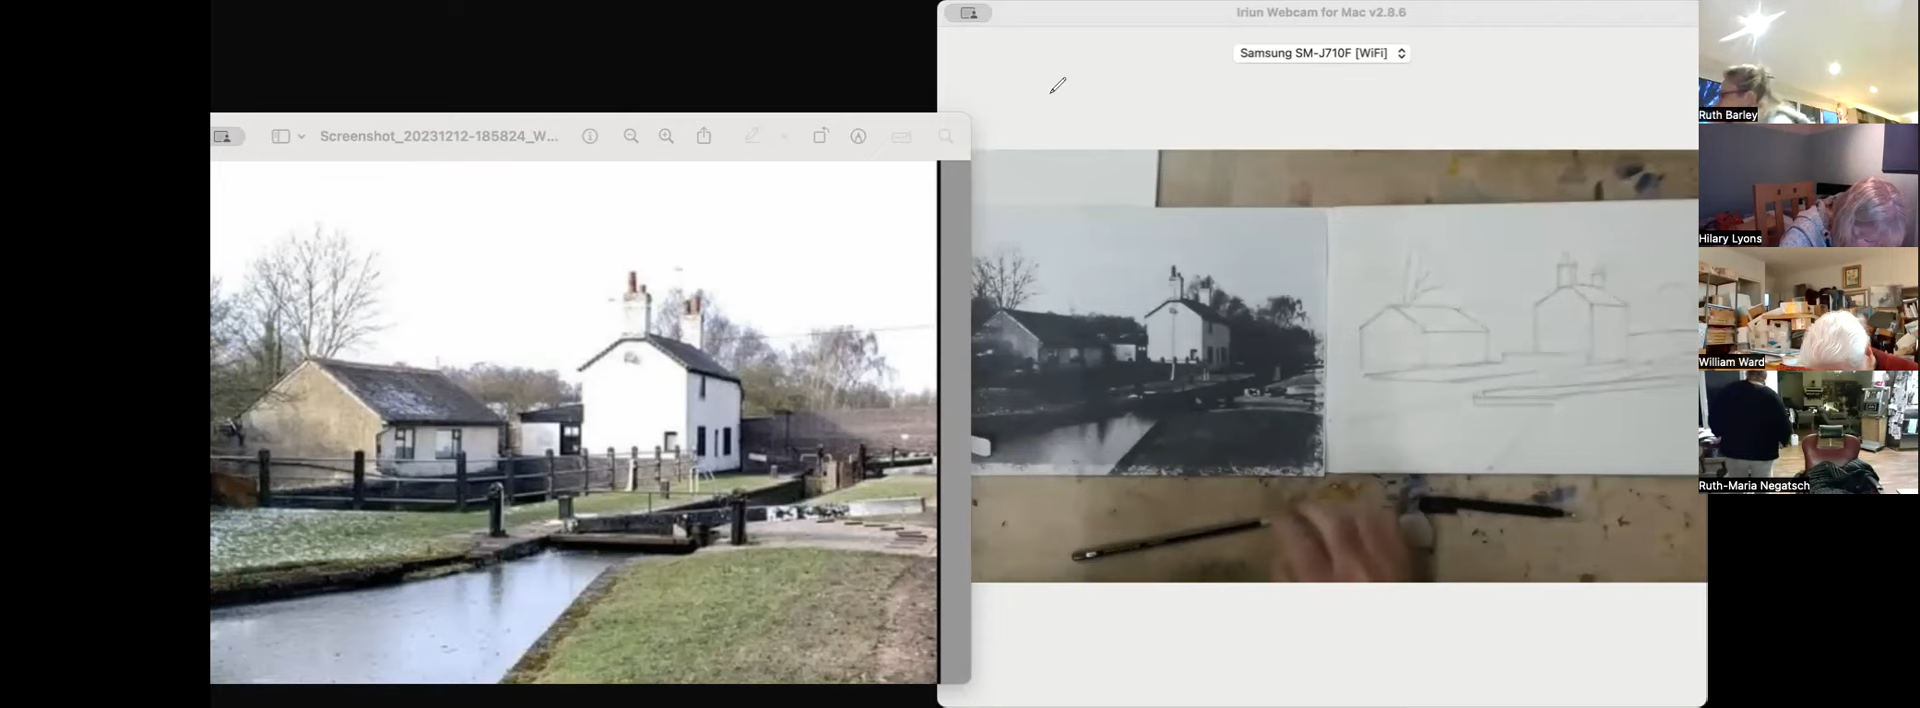 Iriun Webcam for Mac v2.8.6
Samsung SM-J710F [WiFi]
Screenshot_20231212-185824_W...
Ruth Barley
Hilary Lyons
William Ward
Ruth-Maria Negatsch